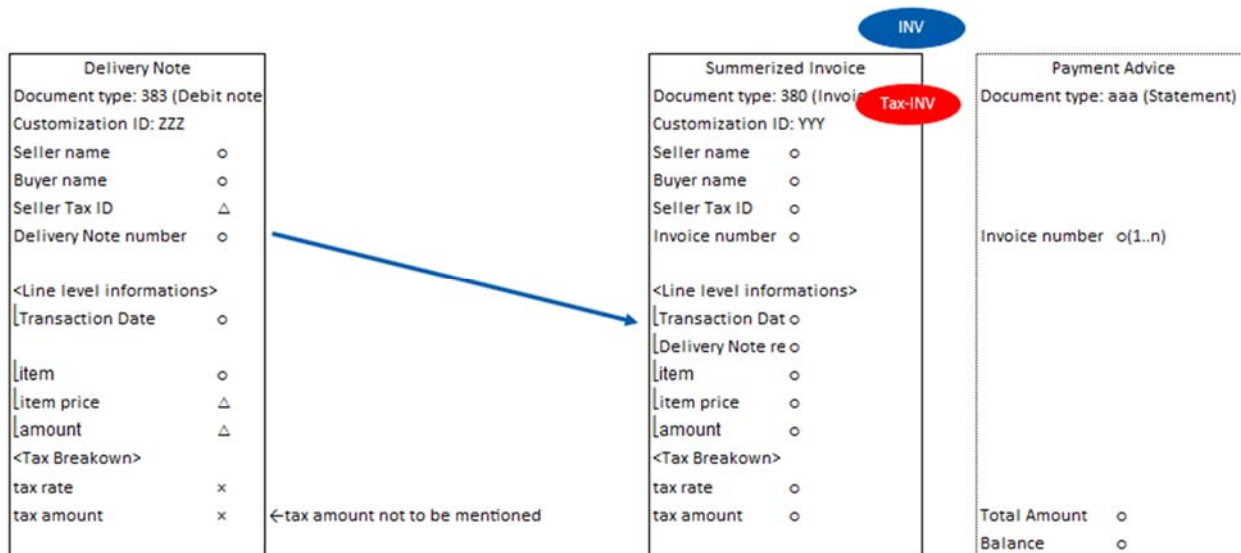 INV
Delivery Note
Document type: 383 (Debit note
Customization ID: ZZZ
Seller name ○
Buyer name ○
Seller Tax ID △
Delivery Note number ○
<Line level informations>
⎣Transaction Date ○
⎣item ○
⎣item price △
⎣amount △
<Tax Breakown>
tax rate ×
tax amount × ←tax amount not to be mentioned
Summerized Invoice
Document type: 380 (Invoic
Tax-INV
Customization ID: YYY
Seller name ○
Buyer name ○
Seller Tax ID ○
Invoice number ○
<Line level informations>
⎣Transaction Dat ○
⎣Delivery Note re ○
⎣item ○
⎣item price ○
⎣amount ○
<Tax Breakown>
tax rate ○
tax amount ○
Payment Advice
Document type: aaa (Statement)
Invoice number ○(1..n)
Total Amount ○
Balance ○